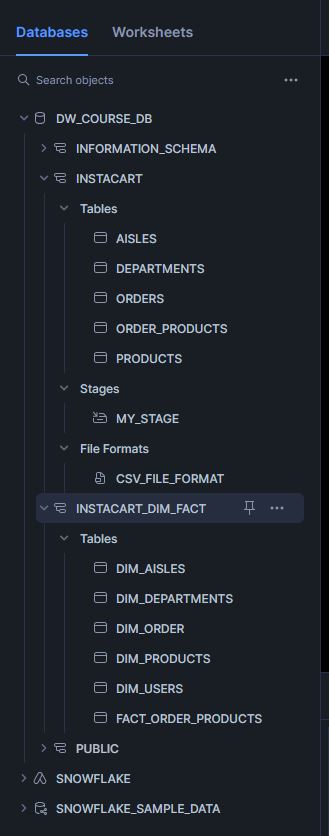 Databases Worksheets
Search objects
DW_COURSE_DB
INFORMATION_SCHEMA
INSTACART
Tables
AISLES
DEPARTMENTS
ORDERS
ORDER_PRODUCTS
PRODUCTS
Stages
MY_STAGE
File Formats
CSV_FILE_FORMAT
INSTACART_DIM_FACT
Tables
DIM_AISLES
DIM_DEPARTMENTS
DIM_ORDER
DIM_PRODUCTS
DIM_USERS
FACT_ORDER_PRODUCTS
PUBLIC
SNOWFLAKE
SNOWFLAKE_SAMPLE_DATA